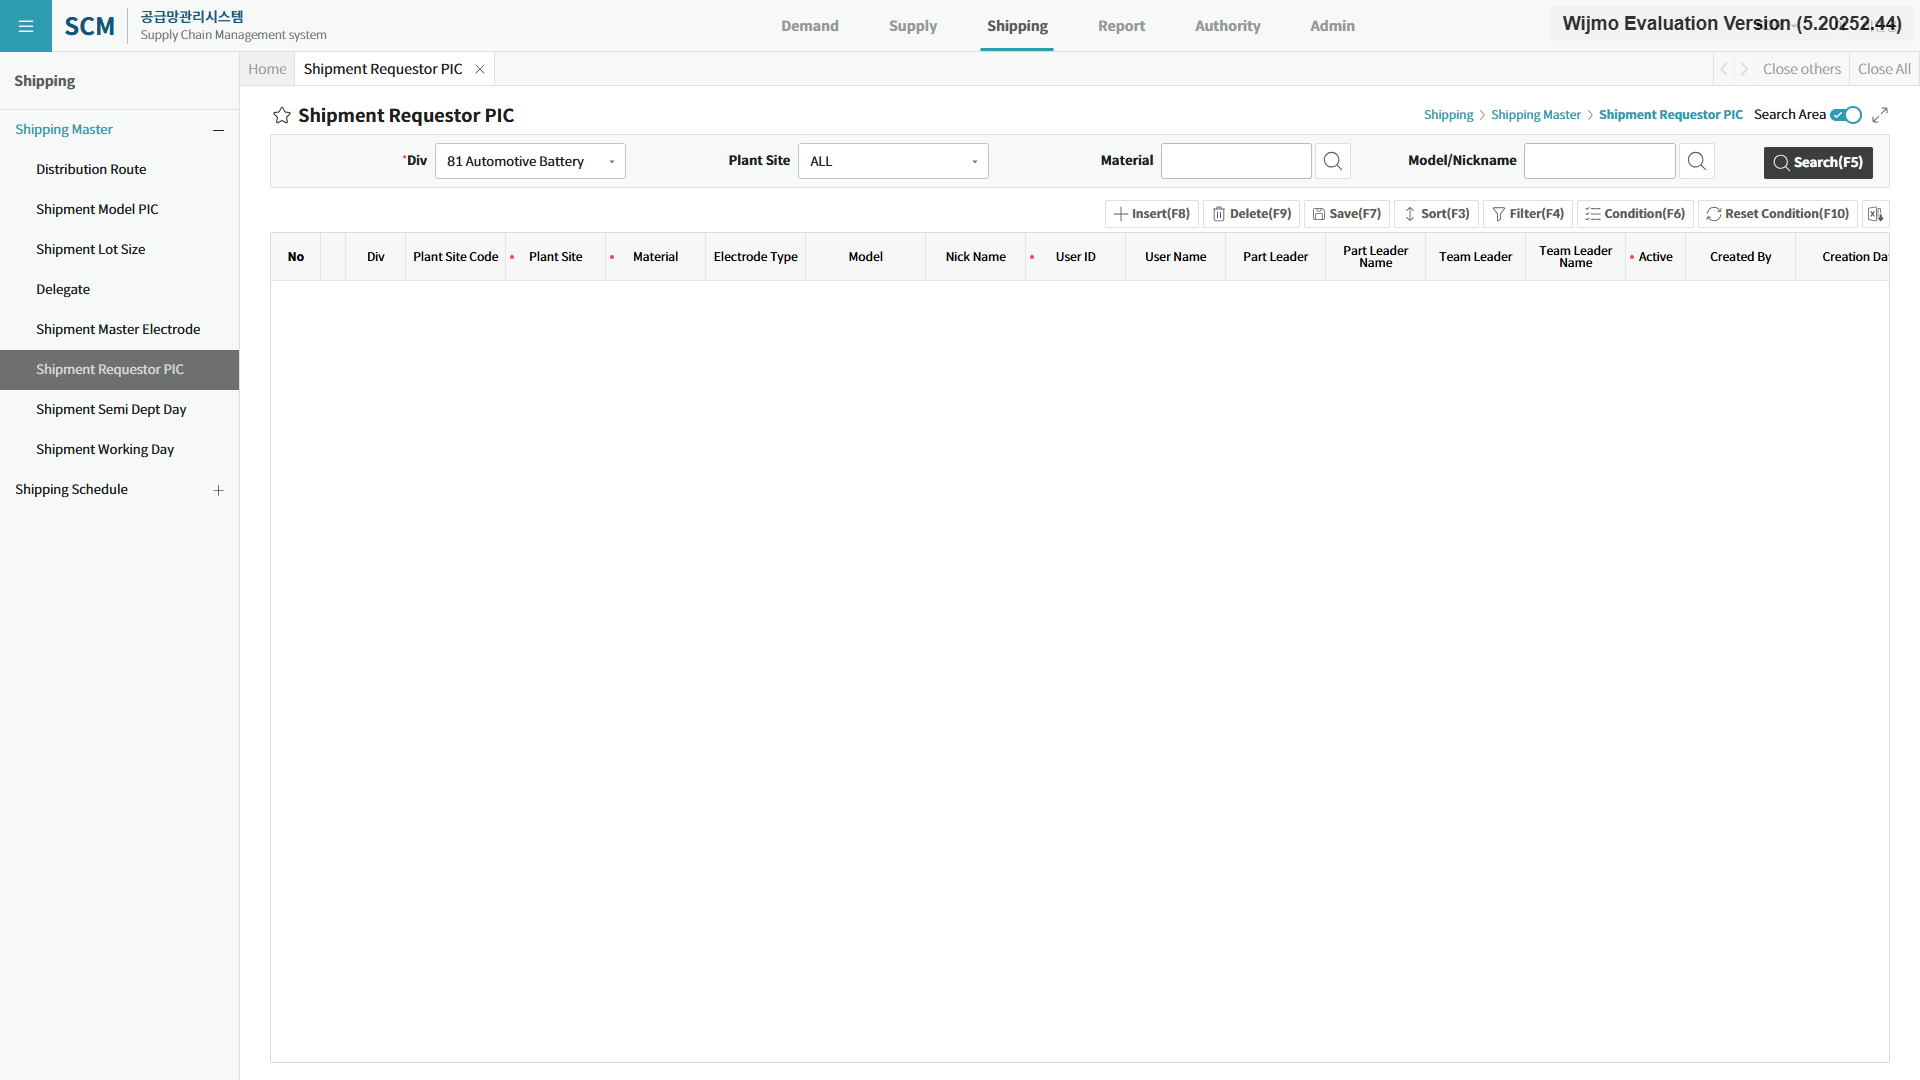 SCM
공급망관리시스템
Supply Chain Management system
Demand
Supply
Shipping
Report
Authority
Admin
Wijmo Evaluation Version (5.20252.44)
Shipping
Home
Shipment Requestor PIC
Close others
Close All
Shipping Master
Distribution Route
Shipment Model PIC
Shipment Lot Size
Delegate
Shipment Master Electrode
Shipment Requestor PIC
Shipment Semi Dept Day
Shipment Working Day
Shipping Schedule
Shipment Requestor PIC
Shipping > Shipping Master > Shipment Requestor PIC
Search Area
*Div
81 Automotive Battery
Plant Site
ALL
Material
Model/Nickname
Search(F5)
Insert(F8)
Delete(F9)
Save(F7)
Sort(F3)
Filter(F4)
Condition(F6)
Reset Condition(F10)
No
Div
Plant Site Code
Plant Site
Material
Electrode Type
Model
Nick Name
User ID
User Name
Part Leader
Part Leader
Name
Team Leader
Team Leader
Name
Active
Created By
Creation Da